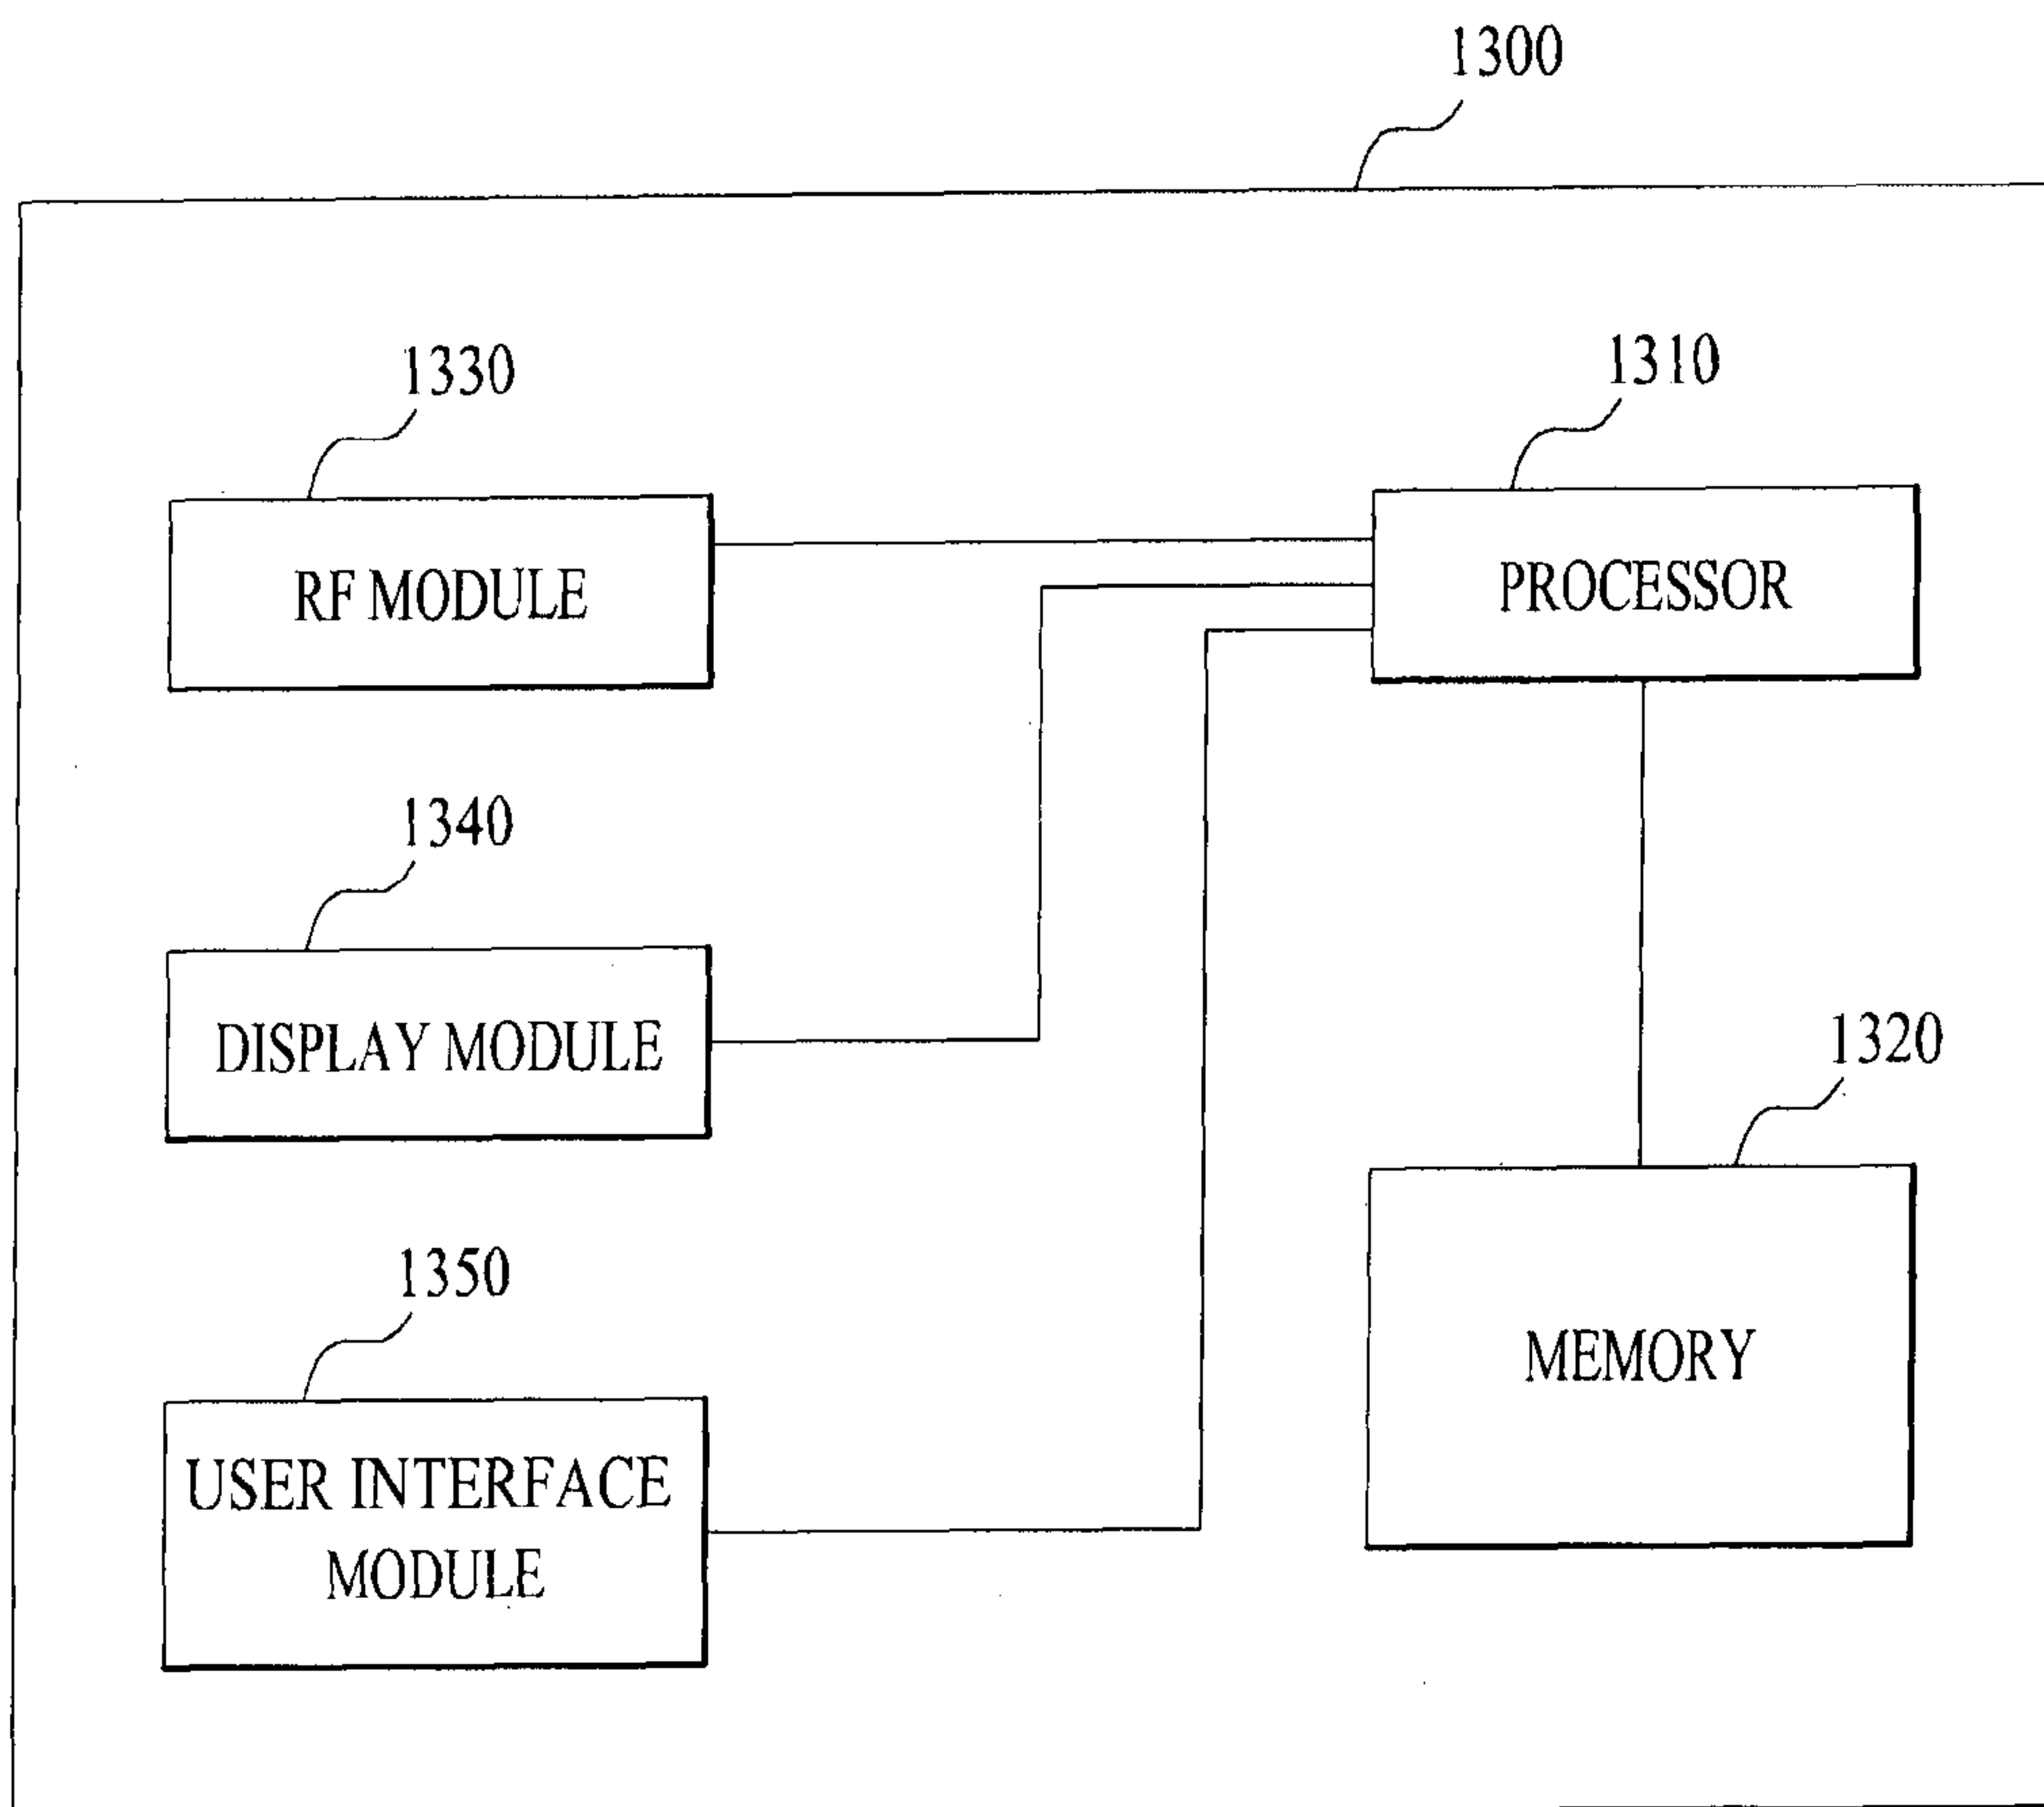 1300
1330
1310
RF MODULE
PROCESSOR
1340
DISPLAY MODULE
1320
1350
MEMORY
USER INTERFACE
MODULE